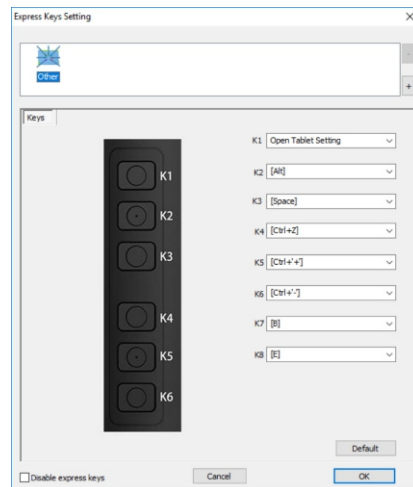 Express Keys Setting
Other
+
Keys
K1 Open Tablet Setting
K2 [Alt]
K3 [Space]
K4 [Ctrl+Z]
K5 [Ctrl+'+']
K6 [Ctrl+'-']
K7 [B]
K8 [E]
K1
K2
K3
K4
K5
K6
Default
Disable express keys
Cancel
OK